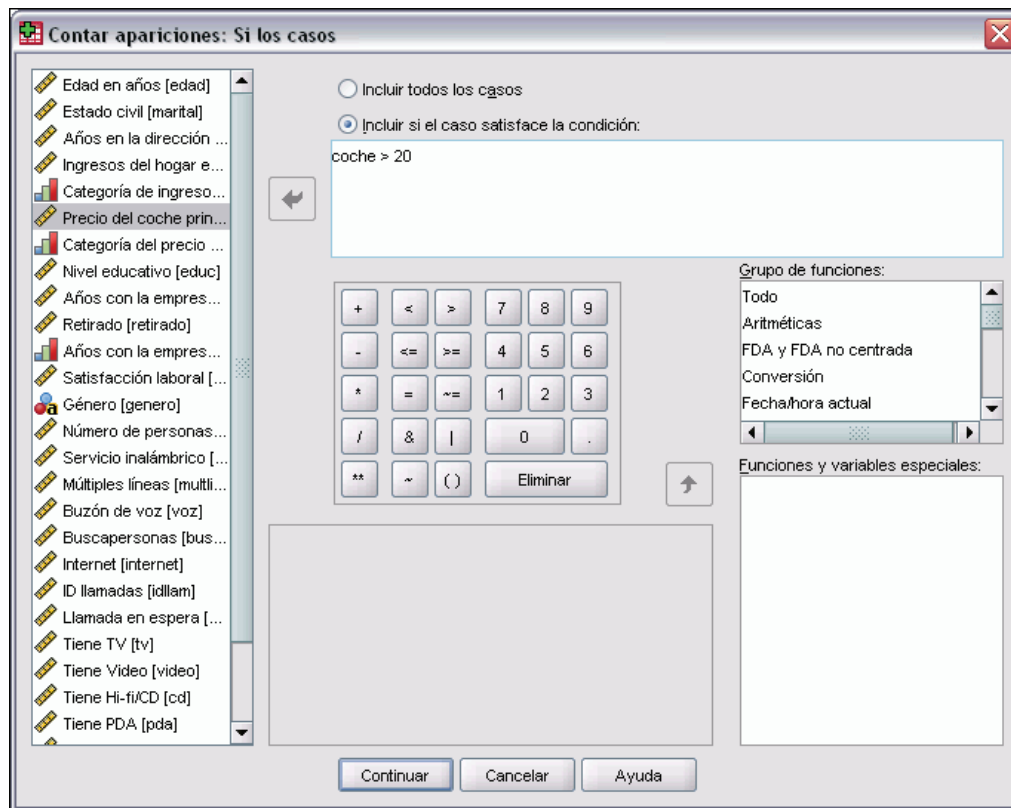 Contar apariciones: Si los casos
Edad en años [edad]
Estado civil [marital]
Años en la dirección ...
Ingresos del hogar e...
Categoría de ingreso...
Precio del coche prin...
Categoría del precio ...
Nivel educativo [educ]
Años con la empres...
Retirado [retirado]
Años con la empres...
Satisfacción laboral [...
Género [genero]
Número de personas...
Servicio inalámbrico [...
Múltiples líneas [multli...
Buzón de voz [voz]
Buscapersonas [bus...
Internet [internet]
ID llamadas [idllam]
Llamada en espera [...
Tiene TV [tv]
Tiene Video [video]
Tiene Hi-fi/CD [cd]
Tiene PDA [pda]
Incluir todos los casos
Incluir si el caso satisface la condición:
coche > 20
+ < > 7 8 9
- <= >= 4 5 6
* = ~= 1 2 3
/ & | 0 .
** ~ ( ) Eliminar
Grupo de funciones:
Todo
Aritméticas
FDA y FDA no centrada
Conversión
Fecha/hora actual
Funciones y variables especiales:
Continuar Cancelar Ayuda